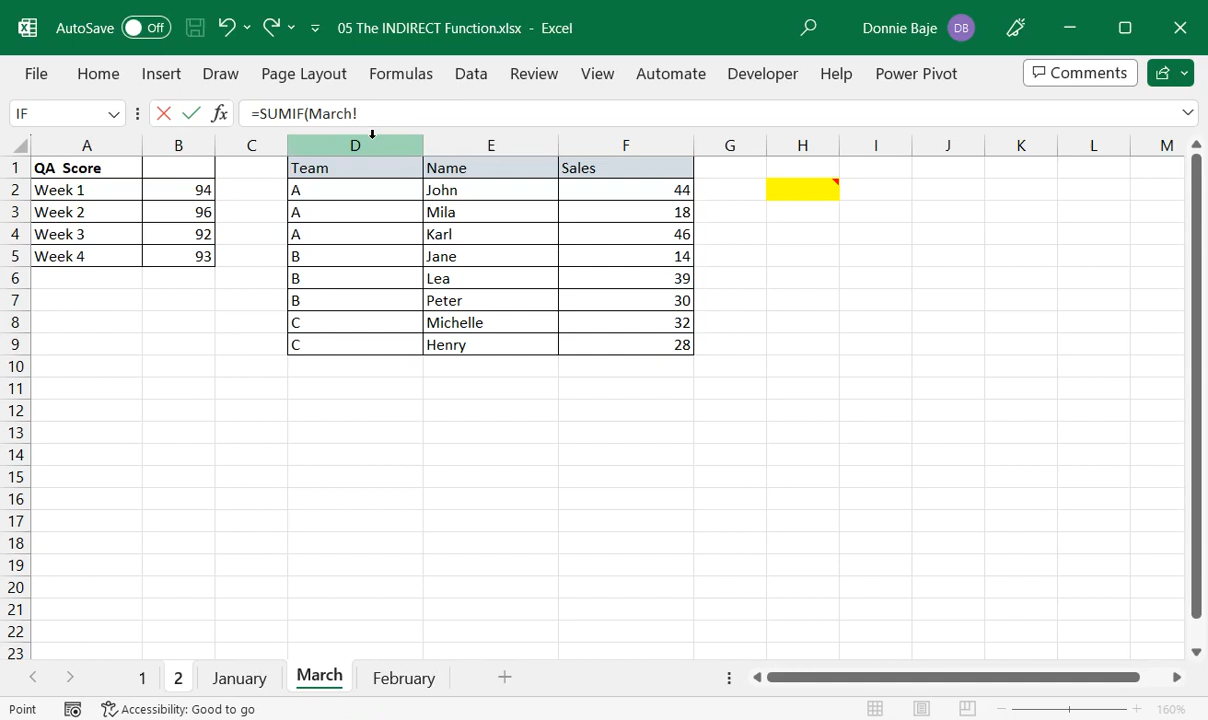 AutoSave Off 05 The INDIRECT Function.xlsx - Excel Donnie Baje DB
File Home Insert Draw Page Layout Formulas Data Review View Automate Developer Help Power Pivot Comments
IF fx =SUMIF(March!
A B C D E F G H I J K L M
1 QA Score Team Name Sales
2 Week 1 94 A John 44
3 Week 2 96 A Mila 18
4 Week 3 92 A Karl 46
5 Week 4 93 B Jane 14
6 B Lea 39
7 B Peter 30
8 C Michelle 32
9 C Henry 28
10
11
12
13
14
15
16
17
18
19
20
21
22
23
1 2 January March February
Point Accessibility: Good to go 160%